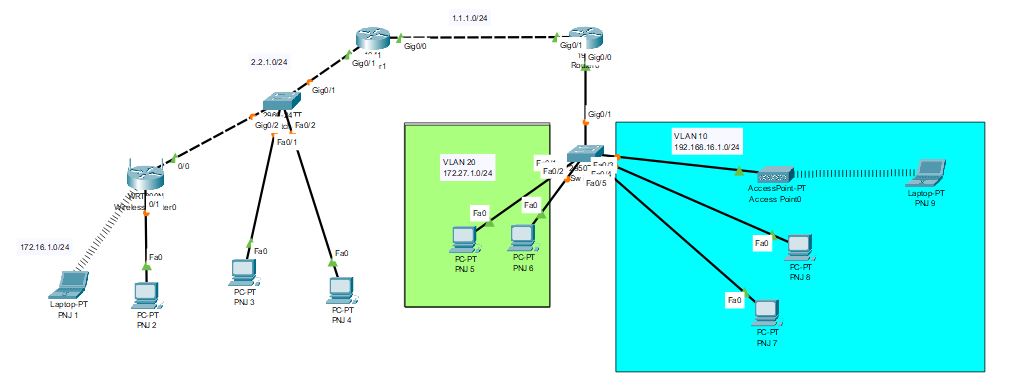 1.1.1.0/24
Gig0/0
Gig0/1
Gig0/1
Gig0/0
2.2.1.0/24
Gig0/1
Gig0/2
Fa0/2
Fa0/1
0/0
0/1
172.16.1.0/24
Fa0
Laptop-PT
PNJ 1
PC-PT
PNJ 2
Fa0
PC-PT
PNJ 3
Fa0
PC-PT
PNJ 4
Gig0/1
VLAN 20
172.27.1.0/24
Fa0/2
Fa0/5
Fa0
Fa0
PC-PT
PNJ 5
PC-PT
PNJ 6
VLAN 10
192.168.16.1.0/24
AccessPoint-PT
Access Point0
Laptop-PT
PNJ 9
Fa0
PC-PT
PNJ 8
Fa0
PC-PT
PNJ 7